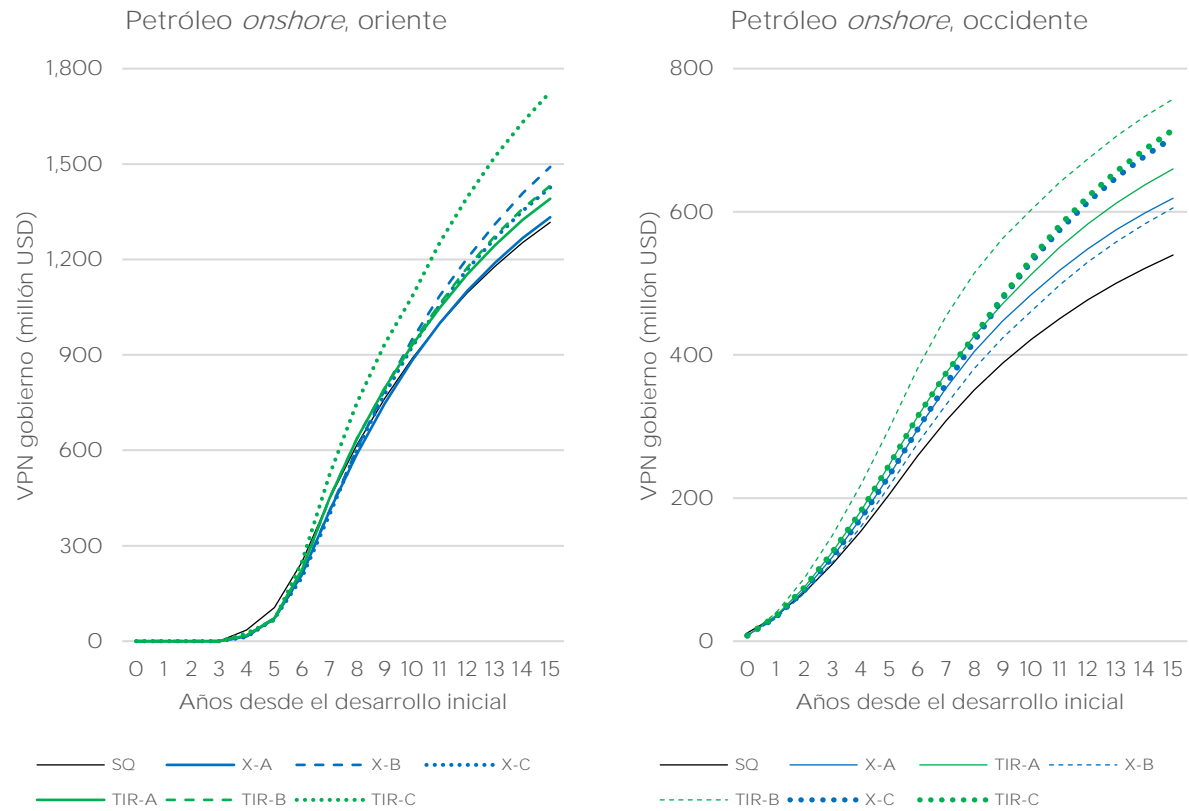 Petróleo onshore, oriente
1,800
1,500
1,200
900
600
300
0
VPN gobierno (millón USD)
0 1 2 3 4 5 6 7 8 9 10 11 12 13 14 15
Años desde el desarrollo inicial
SQ X-A X-B X-C
TIR-A TIR-B TIR-C
Petróleo onshore, occidente
800
600
400
200
0
VPN gobierno (millón USD)
0 1 2 3 4 5 6 7 8 9 10 11 12 13 14 15
Años desde el desarrollo inicial
SQ X-A TIR-A X-B
TIR-B X-C TIR-C